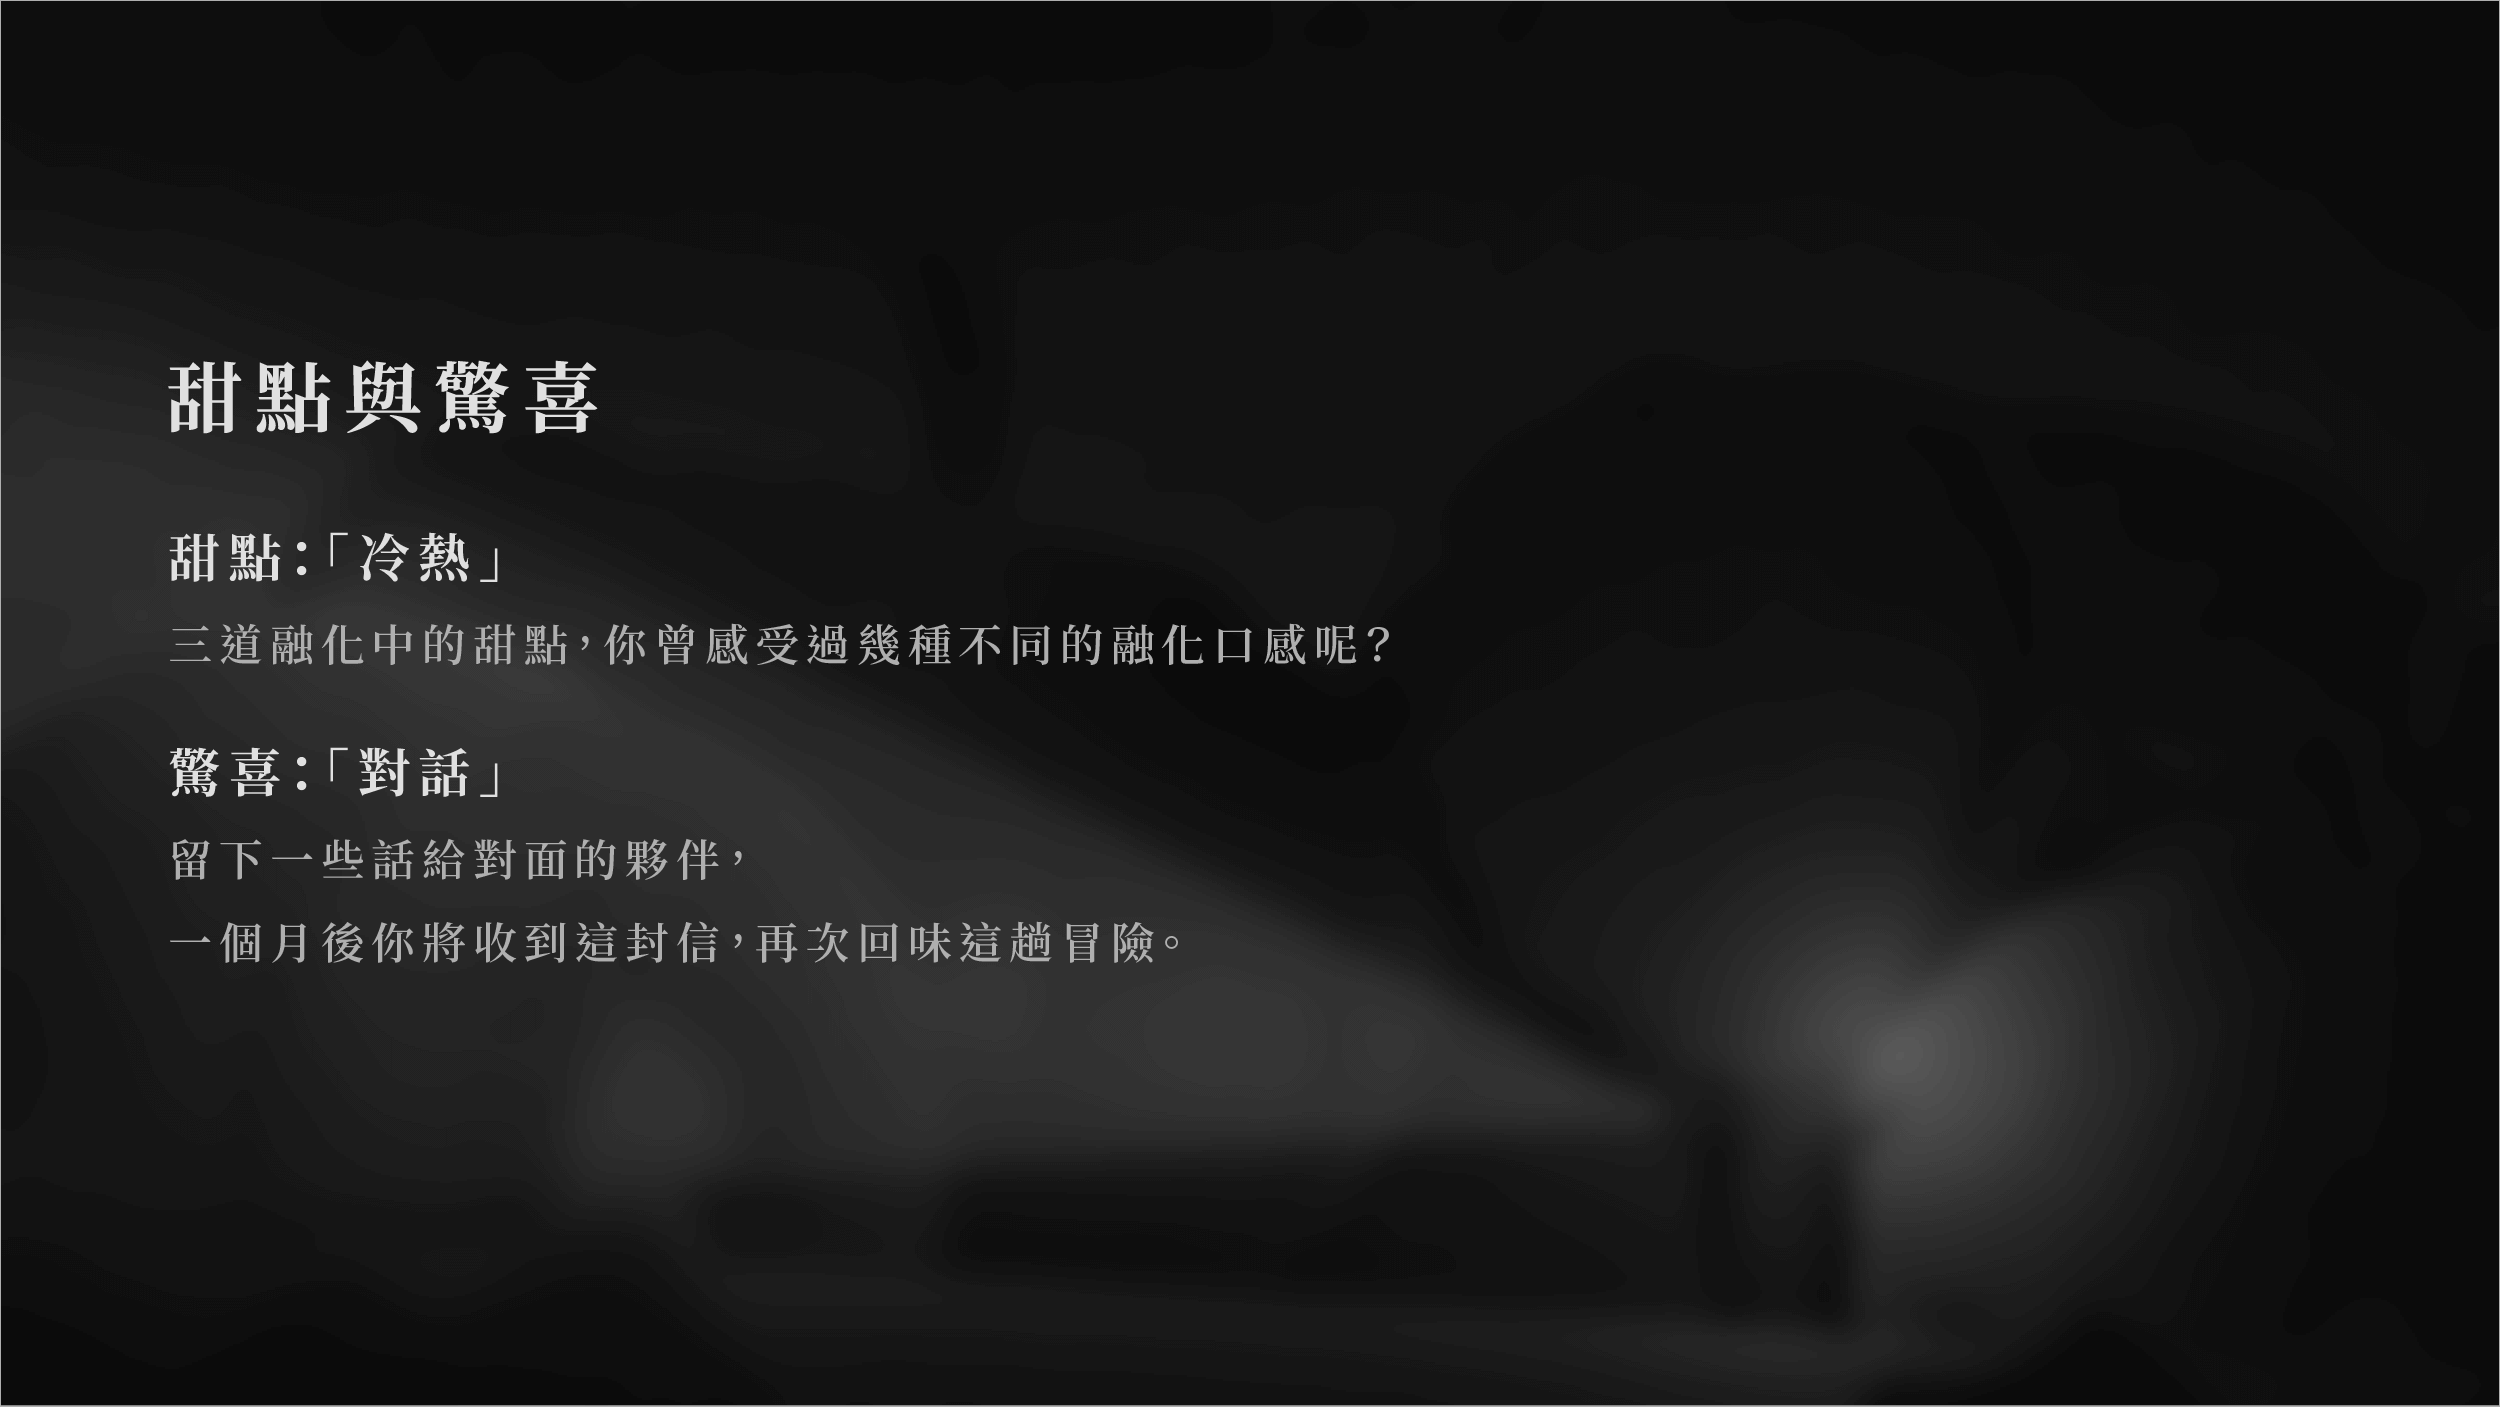 甜點與驚喜
甜點：「冷熱」
三道融化中的甜點，你曾感受過幾種不同的融化口感呢？
驚喜：「對話」
留下一些話給對面的夥伴，
一個月後你將收到這封信，再次回味這趟冒險。